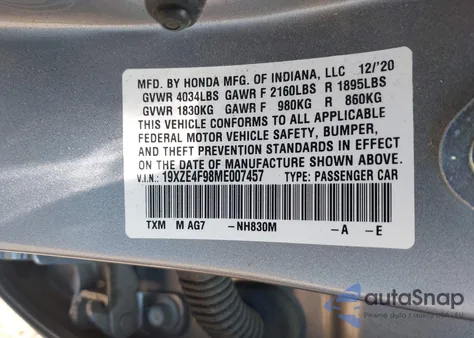 MFD. BY HONDA MFG. OF INDIANA, LLC 12/'20
GVWR 4034LBS GAWR F 2160LBS R 1895LBS
GVWR 1830KG GAWR F 980KG R 860KG
THIS VEHICLE CONFORMS TO ALL APPLICABLE
FEDERAL MOTOR VEHICLE SAFETY, BUMPER,
AND THEFT PREVENTION STANDARDS IN EFFECT
ON THE DATE OF MANUFACTURE SHOWN ABOVE.
V.I.N.: 19XZE4F98ME007457 TYPE: PASSENGER CAR
TXM M AG7 -NH830M -A -E
autoSnap